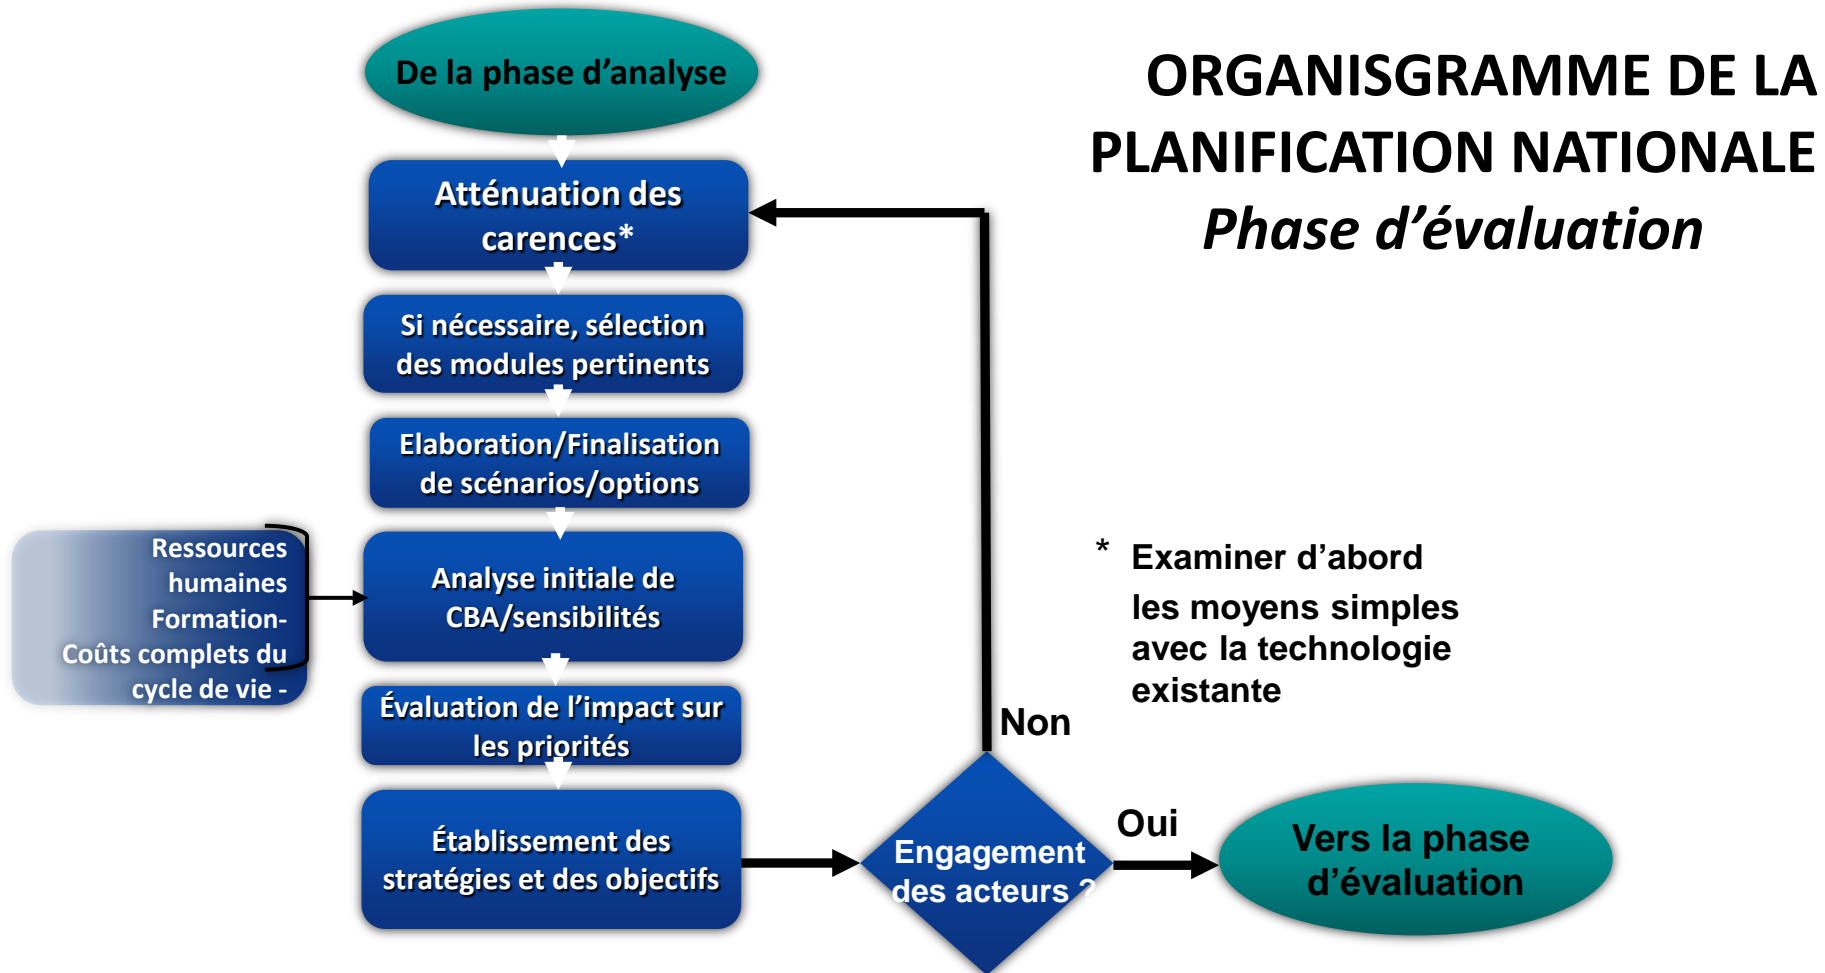 ORGANISGRAMME DE LA
PLANIFICATION NATIONALE
Phase d’évaluation
De la phase d’analyse
Atténuation des
carences*
Si nécessaire, sélection
des modules pertinents
Elaboration/Finalisation
de scénarios/options
Ressources
humaines
Formation-
Coûts complets du
cycle de vie -
Analyse initiale de
CBA/sensibilités
Évaluation de l’impact sur
les priorités
Établissement des
stratégies et des objectifs
Engagement
des acteurs ?
Non
Oui
Vers la phase
d’évaluation
* Examiner d’abord
les moyens simples
avec la technologie
existante